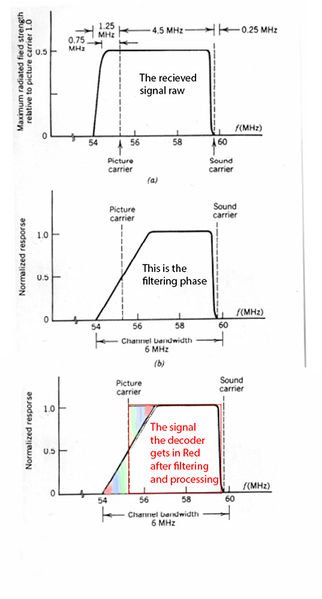 1.25
MHz
4.5 MHz
0.25 MHz
0.75
MHz
Maximum radiated field strength
relative to picture carrier 1.0
0.5
0
The recieved
signal raw
54
56
58
60
f(MHz)
Picture
carrier
Sound
carrier
(a)
Picture
carrier
Sound
carrier
Normalized response
1.0
0.5
0
This is the
filtering phase
54
56
58
60
f(MHz)
Channel bandwidth
6 MHz
(b)
Picture
carrier
Sound
carrier
Normalized response
1.0
0.5
0
The signal
the decoder
gets in Red
after filtering
and processing
54
56
58
60
f(MHz)
Channel bandwidth
6 MHz